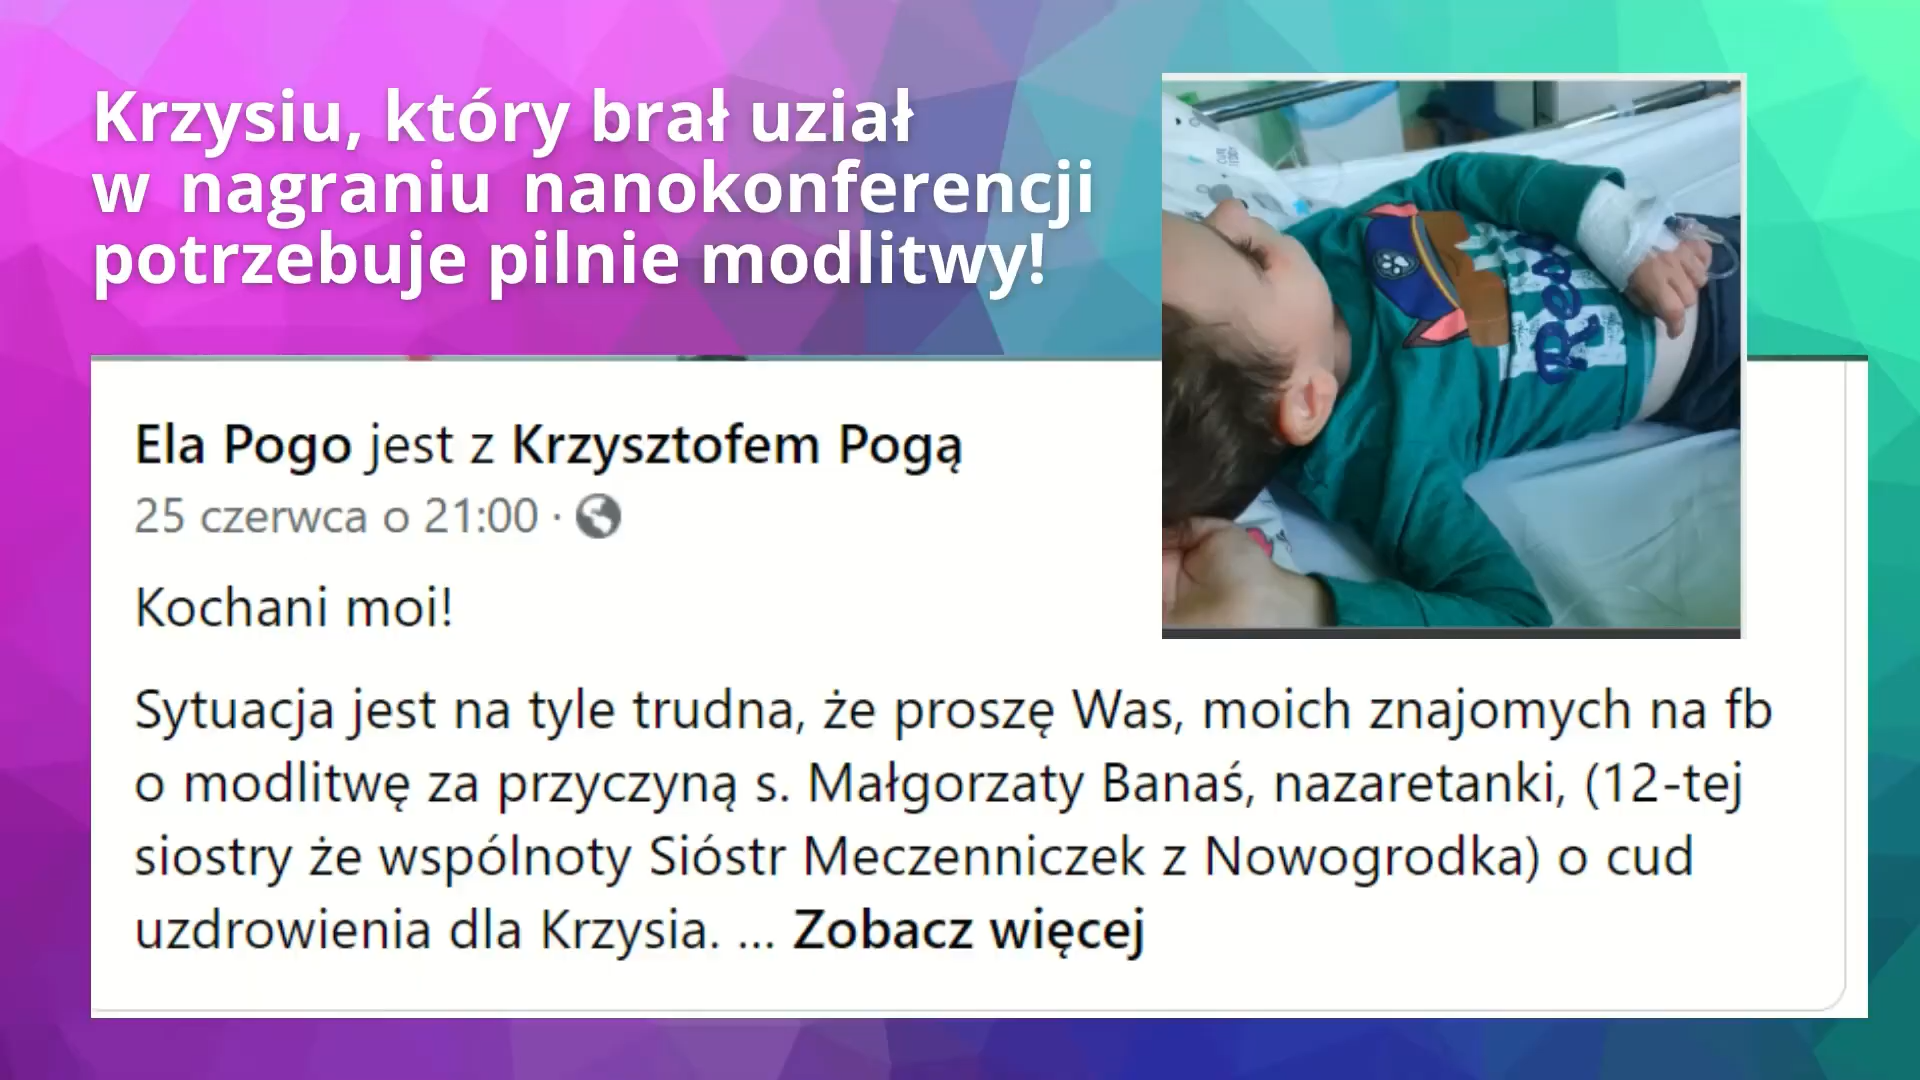 Krzysiu, który brał uział
w nagraniu nanokonferencji
potrzebuje pilnie modlitwy!
Ela Pogo jest z Krzysztofem Pogą
25 czerwca o 21:00 ·
Kochani moi!
Sytuacja jest na tyle trudna, że proszę Was, moich znajomych na fb
o modlitwę za przyczyną s. Małgorzaty Banaś, nazaretanki, (12-tej
siostry że wspólnoty Sióstr Meczenniczek z Nowogrodka) o cud
uzdrowienia dla Krzysia. ... Zobacz więcej